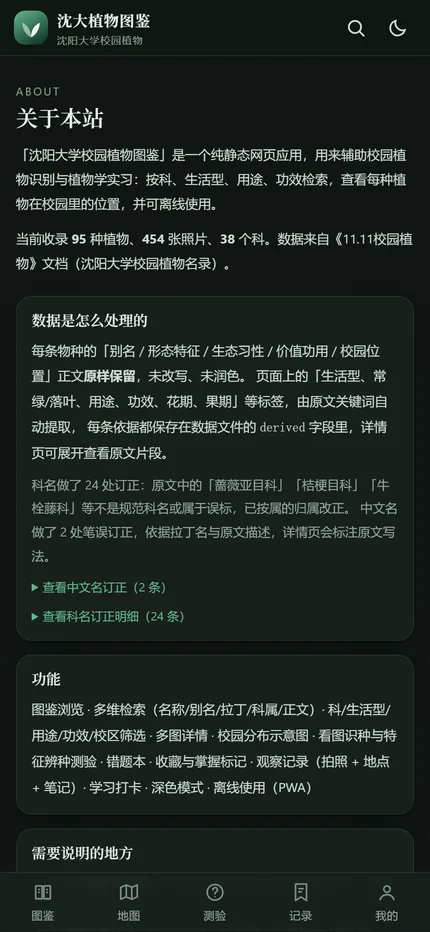 沈大植物图鉴
沈阳大学校园植物
ABOUT
关于本站
「沈阳大学校园植物图鉴」是一个纯静态网页应用，用来辅助校园植
物识别与植物学实习：按科、生活型、用途、功效检索，查看每种植
物在校园里的位置，并可离线使用。
当前收录 95 种植物、454 张照片、38 个科。数据来自《11.11校园植
物》文档（沈阳大学校园植物名录）。
数据是怎么处理的
每条物种的「别名 / 形态特征 / 生态习性 / 价值功用 / 校园位
置」正文原样保留，未改写、未润色。 页面上的「生活型、常
绿/落叶、用途、功效、花期、果期」等标签，由原文关键词自
动提取， 每条依据都保存在数据文件的 derived 字段里，详情
页可展开查看原文片段。
科名做了 24 处订正：原文中的「蔷薇亚目科」「桔梗目科」「牛
栓藤科」等不是规范科名或属于误标，已按属的归属改正。 中文名
做了 2 处笔误订正，依据拉丁名与原文描述，详情页会标注原文写
法。
▶ 查看中文名订正（2 条）
▶ 查看科名订正明细（24 条）
功能
图鉴浏览 · 多维检索（名称/别名/拉丁/科属/正文）· 科/生活型/
用途/功效/校区筛选 · 多图详情 · 校园分布示意图 · 看图识种与特
征辨种测验 · 错题本 · 收藏与掌握标记 · 观察记录（拍照 + 地点
+ 笔记）· 学习打卡 · 深色模式 · 离线使用（PWA）
需要说明的地方
图鉴
地图
测验
记录
我的